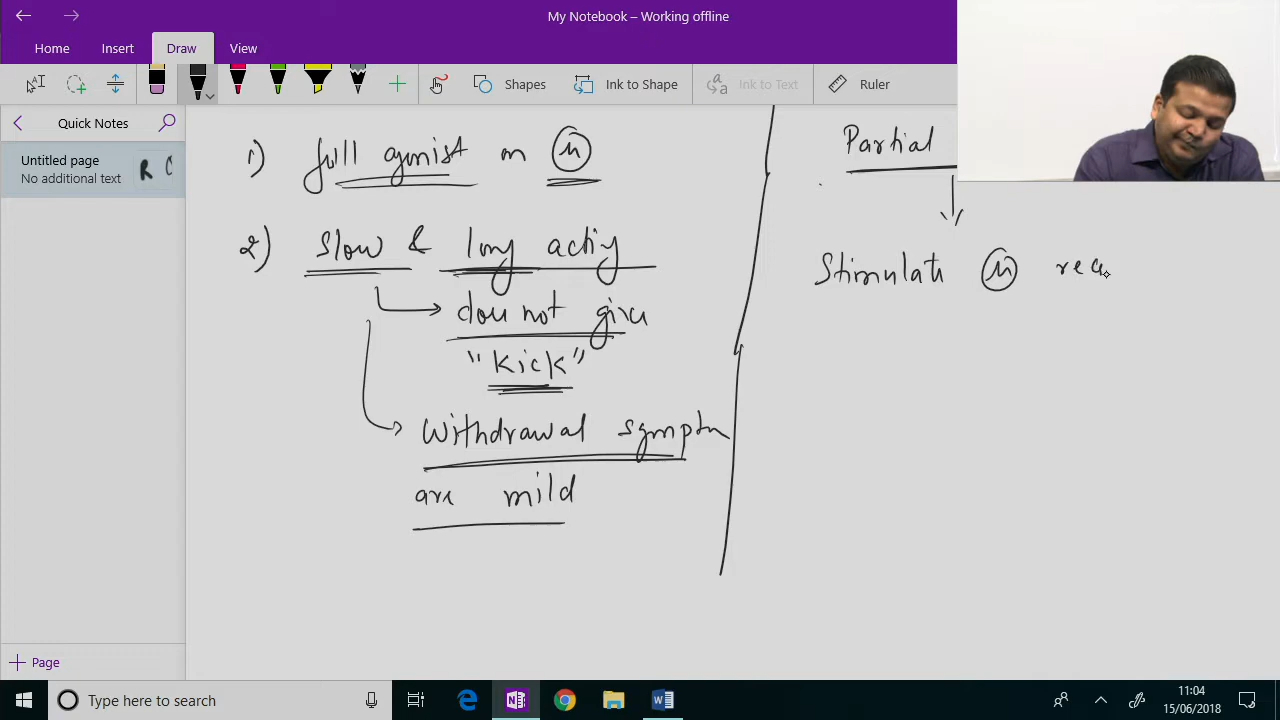 My Notebook – Working offline
Home Insert Draw View
Shapes Ink to Shape Ink to Text Ruler
Quick Notes
Untitled page
No additional text
R C
1) full agonist on (μ)
2) slow & long acting
does not give
"Kick"
Withdrawal symptm
are mild
Partial
Stimulate (μ) rec
+ Page
Type here to search
11:04
15/06/2018